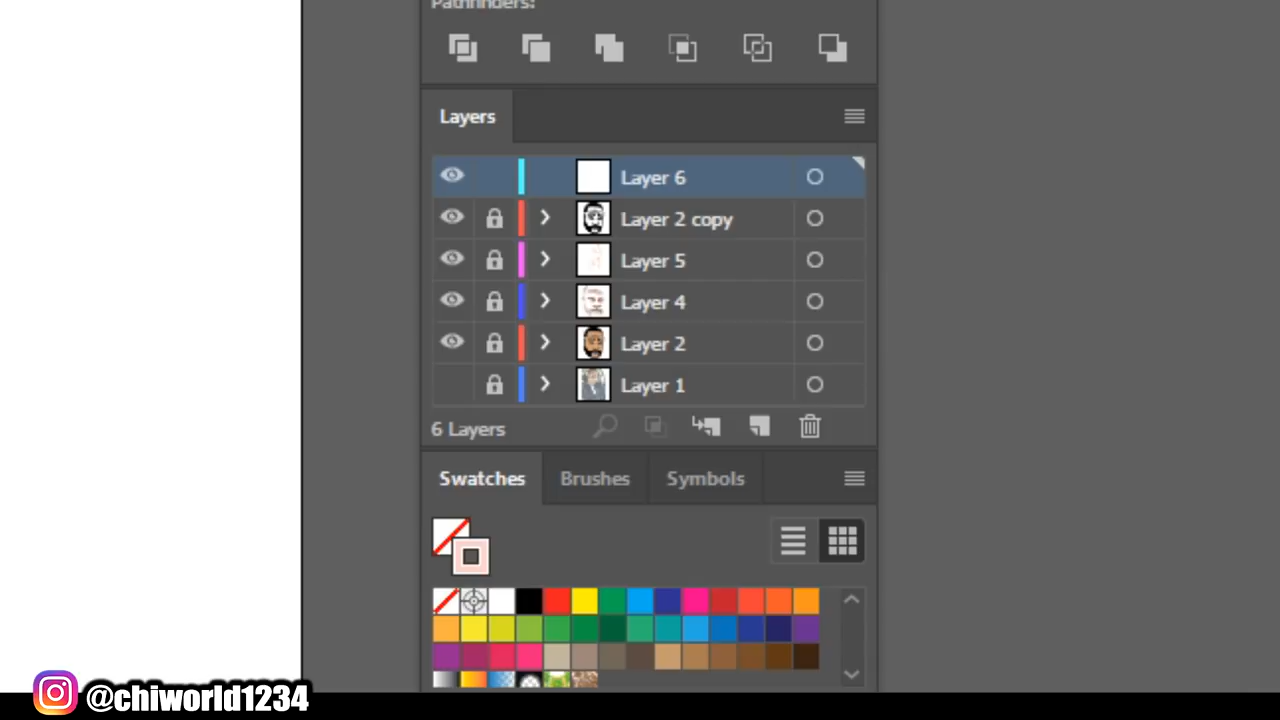 Pathfinders:
Layers
Layer 6
Layer 2 copy
Layer 5
Layer 4
Layer 2
Layer 1
6 Layers
Swatches Brushes Symbols
@chiworld1234